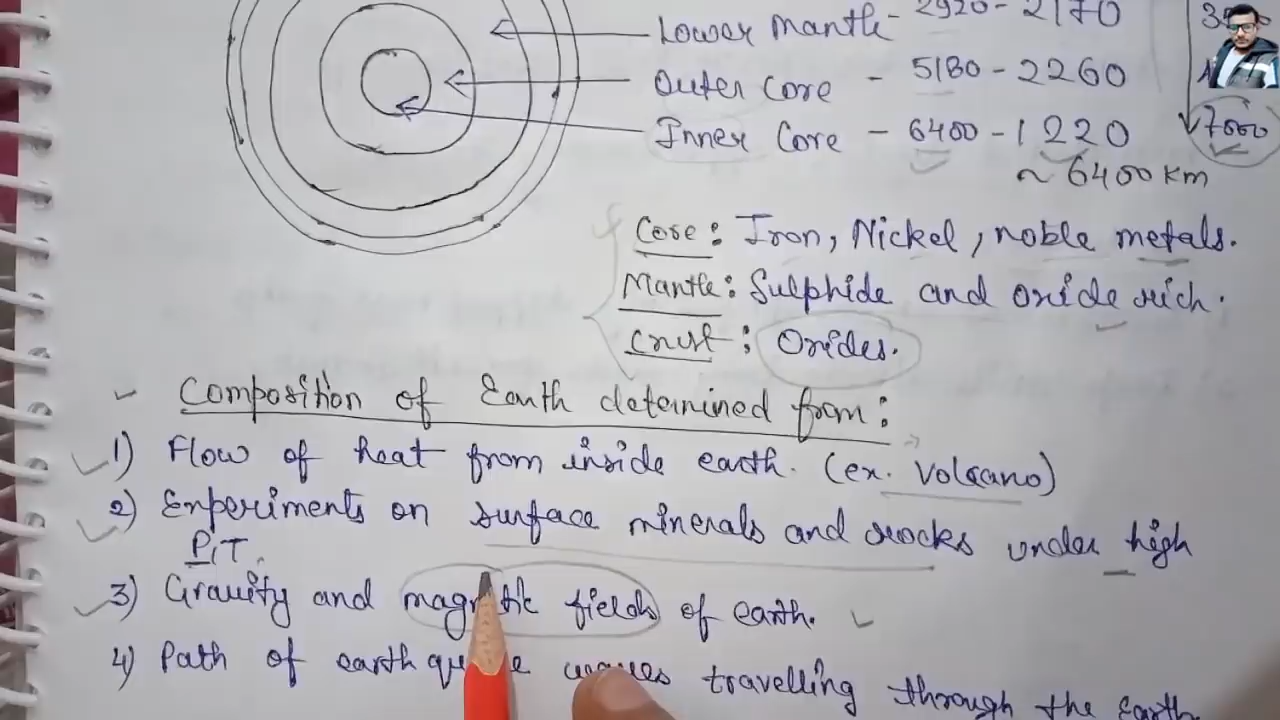 Lower Mantle - 2920 - 2170
Outer Core - 5180 - 2260
Inner Core - 6400 - 1220
7000
~ 6400 km
Core: Iron, Nickel, noble metals.
Mantle: Sulphide and oxide rich.
Crust: Oxides.
Composition of Earth determined from:
1) Flow of heat from inside earth. (ex. Volcano)
2) Experiments on surface minerals and rocks under high
P,T.
3) Gravity and magnetic fields of earth.
4) Path of earthquake waves travelling through the Earth